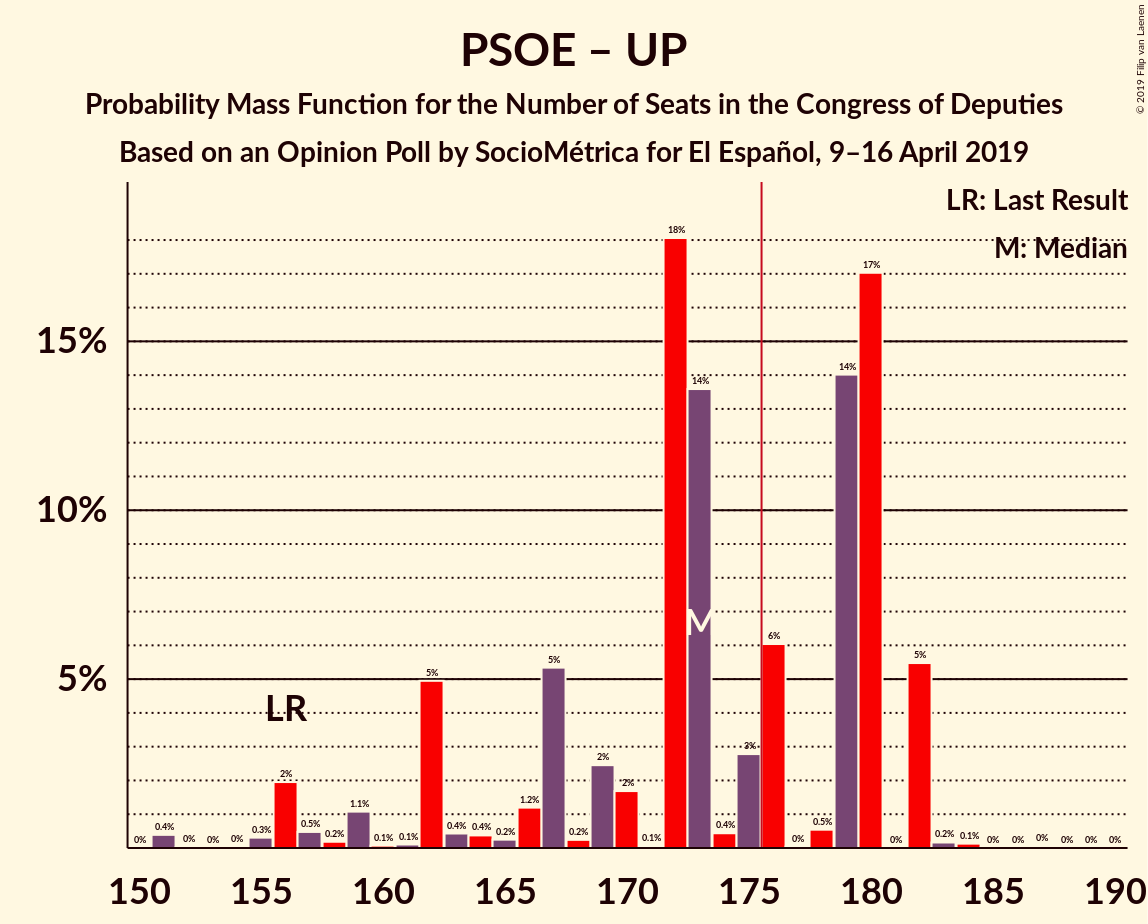 © 2019 Filip van Laenen
PSOE – UP
Probability Mass Function for the Number of Seats in the Congress of Deputies
Based on an Opinion Poll by SocioMétrica for El Español, 9–16 April 2019
LR: Last Result
M: Median
15%
10%
5%
LR
M
0% 0.4% 0% 0% 0% 0.3% 2% 0.5% 0.2% 1.1% 0.1% 0.1% 5% 0.4% 0.4% 0.2% 1.2% 5% 0.2% 2% 2% 0.1% 18% 14% 0.4% 3% 6% 0% 0.5% 14% 17% 0% 5% 0.2% 0.1% 0% 0% 0% 0% 0% 0%
150 155 160 165 170 175 180 185 190